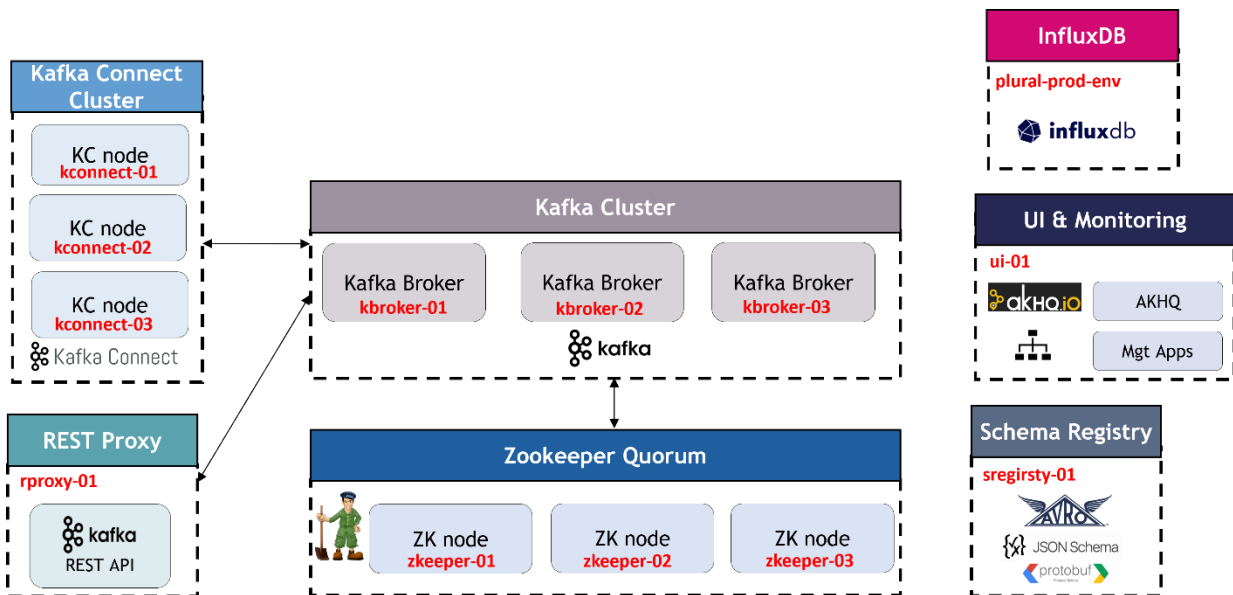 Kafka Connect
Cluster
KC node
kconnect-01
KC node
kconnect-02
KC node
kconnect-03
Kafka Connect
REST Proxy
rproxy-01
kafka
REST API
Kafka Cluster
Kafka Broker
kbroker-01
Kafka Broker
kbroker-02
Kafka Broker
kbroker-03
kafka
Zookeeper Quorum
ZK node
zkeeper-01
ZK node
zkeeper-02
ZK node
zkeeper-03
InfluxDB
plural-prod-env
influxdb
UI & Monitoring
ui-01
AKHQ.io
AKHQ
Mgt Apps
Schema Registry
sregirsty-01
AVRO
{x} JSON Schema
protobuf